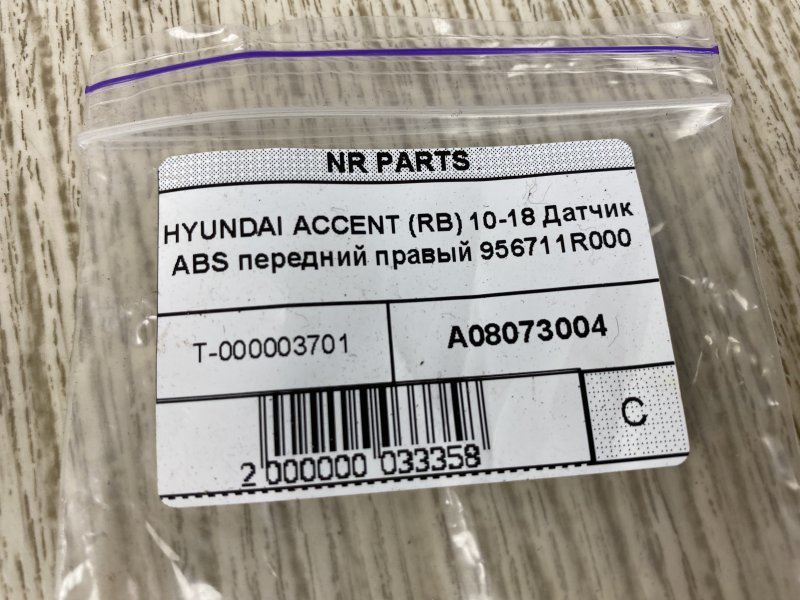 NR PARTS
HYUNDAI ACCENT (RB) 10-18 Датчик
ABS передний правый 956711R000
T-000003701
A08073004
C
2 000000 033358